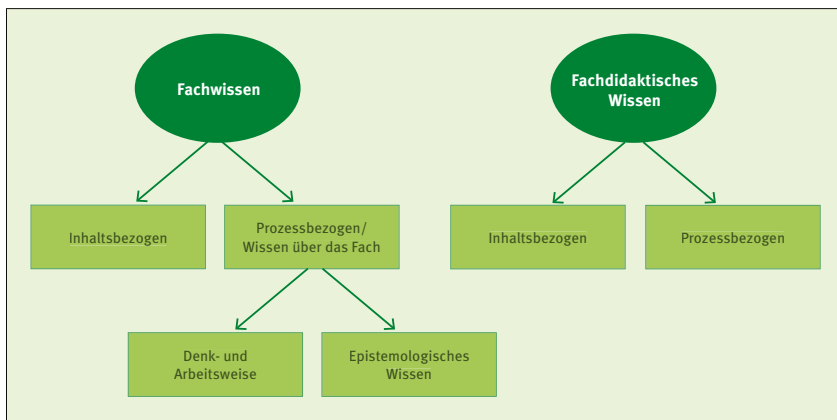 Fachwissen
Fachdidaktisches
Wissen
Inhaltsbezogen
Prozessbezogen/
Wissen über das Fach
Inhaltsbezogen
Prozessbezogen
Denk- und
Arbeitsweise
Epistemologisches
Wissen